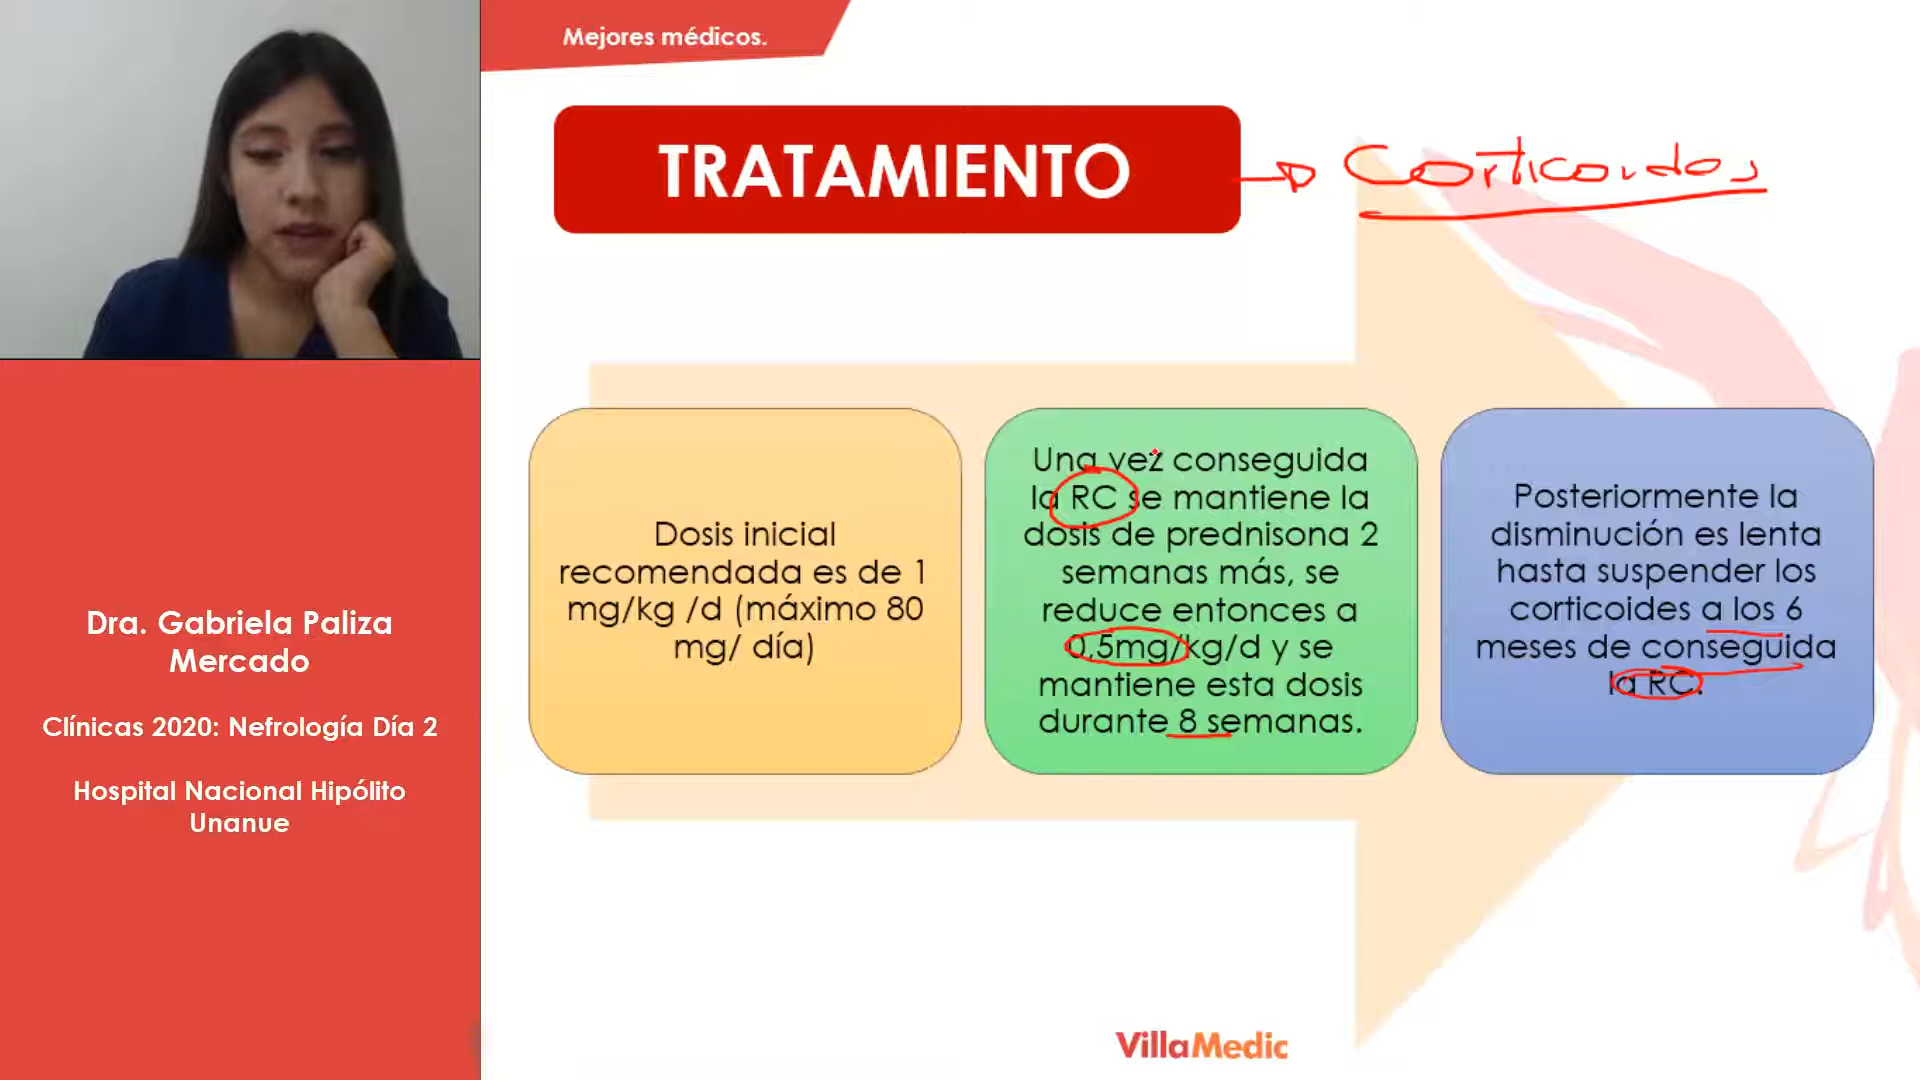 Mejores médicos.
TRATAMIENTO
Corticoides
Dosis inicial
recomendada es de 1
mg/kg /d (máximo 80
mg/ día)
Una vez conseguida
la RC se mantiene la
dosis de prednisona 2
semanas más, se
reduce entonces a
0,5mg/kg/d y se
mantiene esta dosis
durante 8 semanas.
Posteriormente la
disminución es lenta
hasta suspender los
corticoides a los 6
meses de conseguida
la RC.
Dra. Gabriela Paliza
Mercado
Clínicas 2020: Nefrología Día 2
Hospital Nacional Hipólito
Unanue
VillaMedic